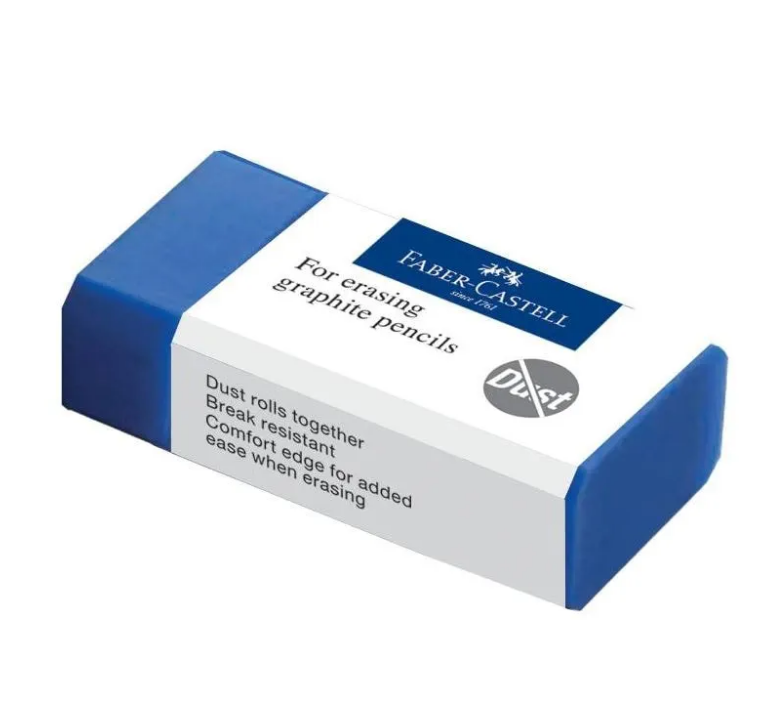 FABER-CASTELL
since 1761
For erasing
graphite pencils
Dust
Dust rolls together
Break resistant
Comfort edge for added
ease when erasing